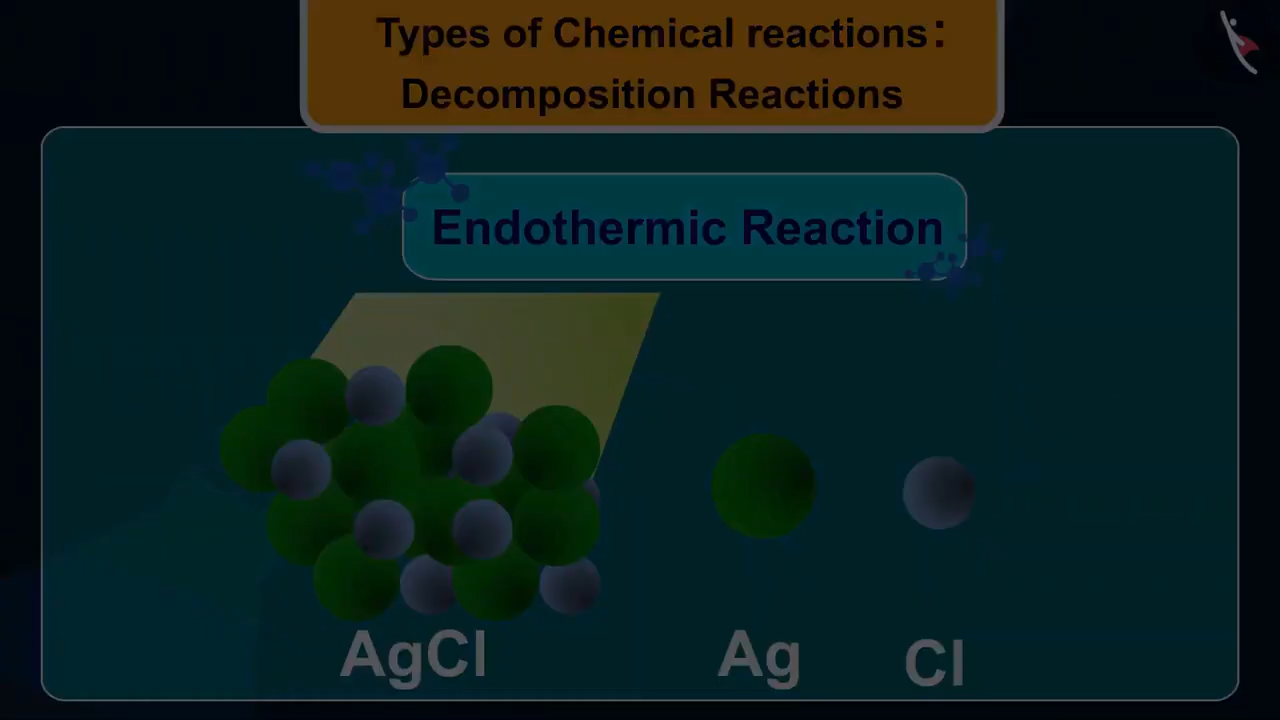 Types of Chemical reactions:
Decomposition Reactions
Endothermic Reaction
AgCl
Ag
Cl